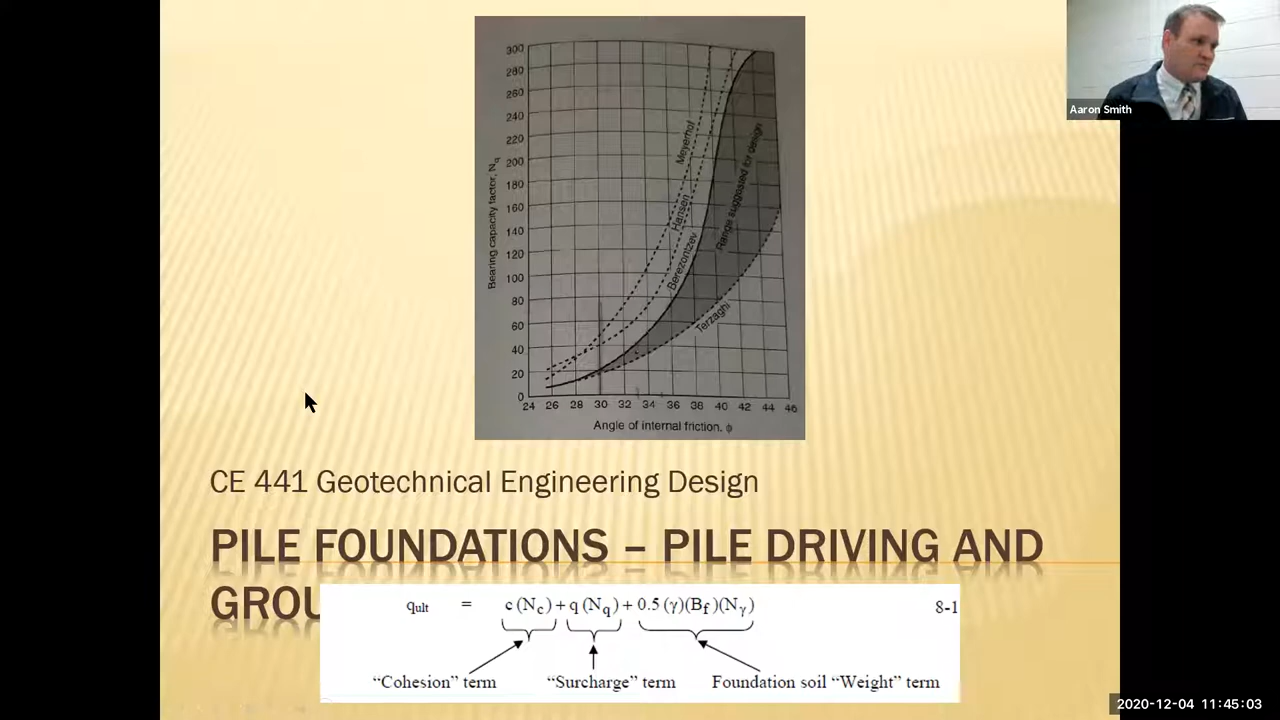 Aaron Smith
300
280
260
240
220
200
180
160
140
120
100
80
60
40
20
0
Bearing capacity factor, Nq
Meyerhof
Hansen
Berezontzev
Range suggested for design
Terzaghi
24 26 28 30 32 34 36 38 40 42 44 46
Angle of internal friction. ϕ
CE 441 Geotechnical Engineering Design
PILE FOUNDATIONS – PILE DRIVING AND
GROU
qult = c (Nc) + q (Nq) + 0.5 (γ)(Bf)(Nγ) 8-1
“Cohesion” term “Surcharge” term Foundation soil “Weight” term
2020-12-04 11:45:03